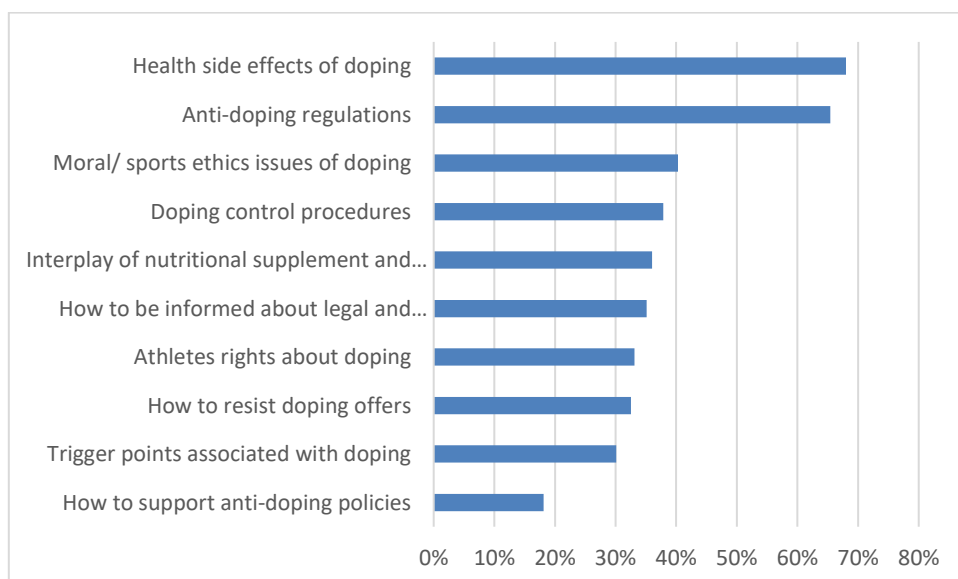 Health side effects of doping
Anti-doping regulations
Moral/ sports ethics issues of doping
Doping control procedures
Interplay of nutritional supplement and...
How to be informed about legal and...
Athletes rights about doping
How to resist doping offers
Trigger points associated with doping
How to support anti-doping policies
0% 10% 20% 30% 40% 50% 60% 70% 80%